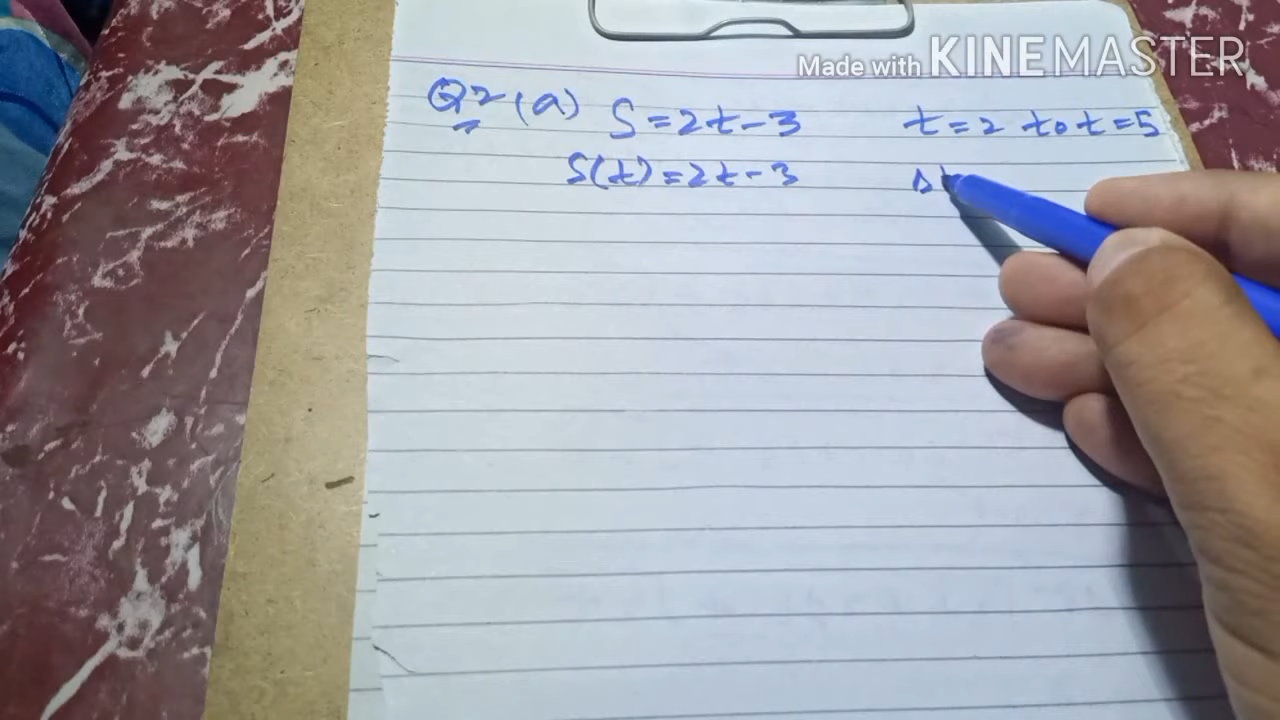 Made with KINEMASTER
Q2 (a) S = 2t - 3 t = 2 to t = 5
S(t) = 2t - 3